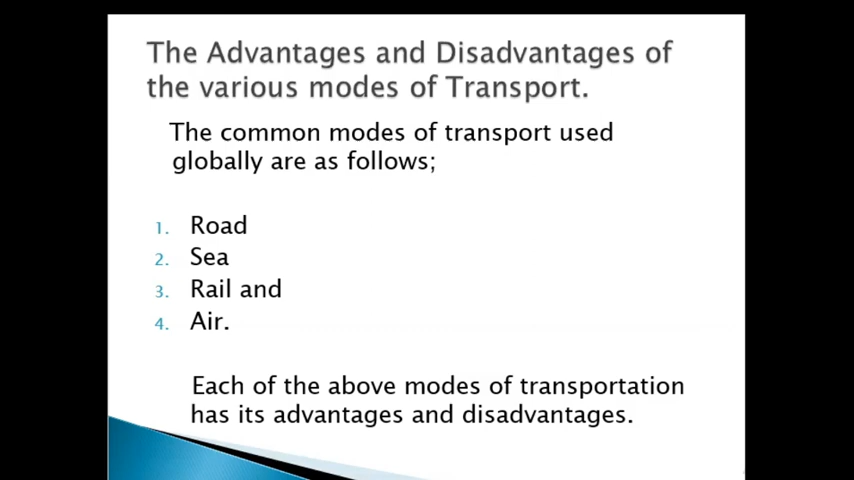 The Advantages and Disadvantages of
the various modes of Transport.
The common modes of transport used
globally are as follows;
1. Road
2. Sea
3. Rail and
4. Air.
Each of the above modes of transportation
has its advantages and disadvantages.